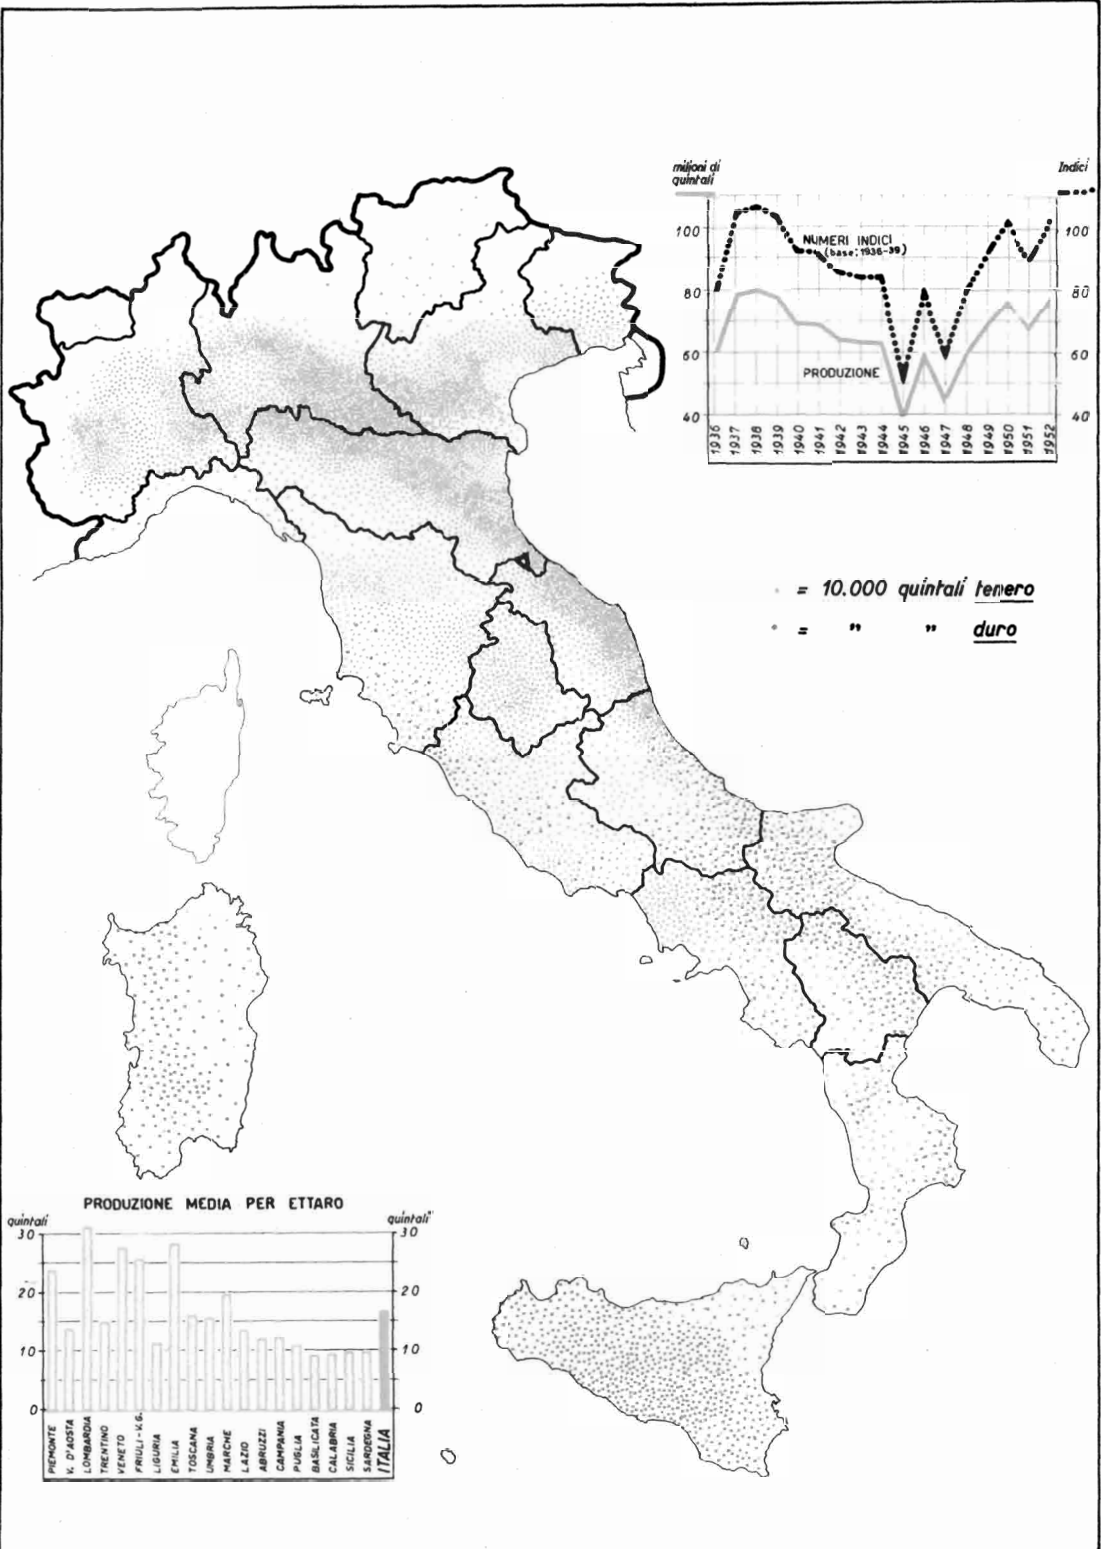 milioni di
quintali
Indici
100
80
60
40
NUMERI INDICI
(base: 1936-39)
PRODUZIONE
100
80
60
40
1936
1937
1938
1939
1940
1941
1942
1943
1944
1945
1946
1947
1948
1949
1950
1951
1952
= 10.000 quintali tenero
= " " duro
PRODUZIONE MEDIA PER ETTARO
quintali
quintali
30
20
10
0
30
20
10
0
PIEMONTE
V. D'AOSTA
LOMBARDIA
TRENTINO
VENETO
FRIULI-V.G.
LIGURIA
EMILIA
TOSCANA
UMBRIA
MARCHE
LAZIO
ABRUZZI
CAMPANIA
PUGLIA
BASILICATA
CALABRIA
SICILIA
SARDEGNA
ITALIA